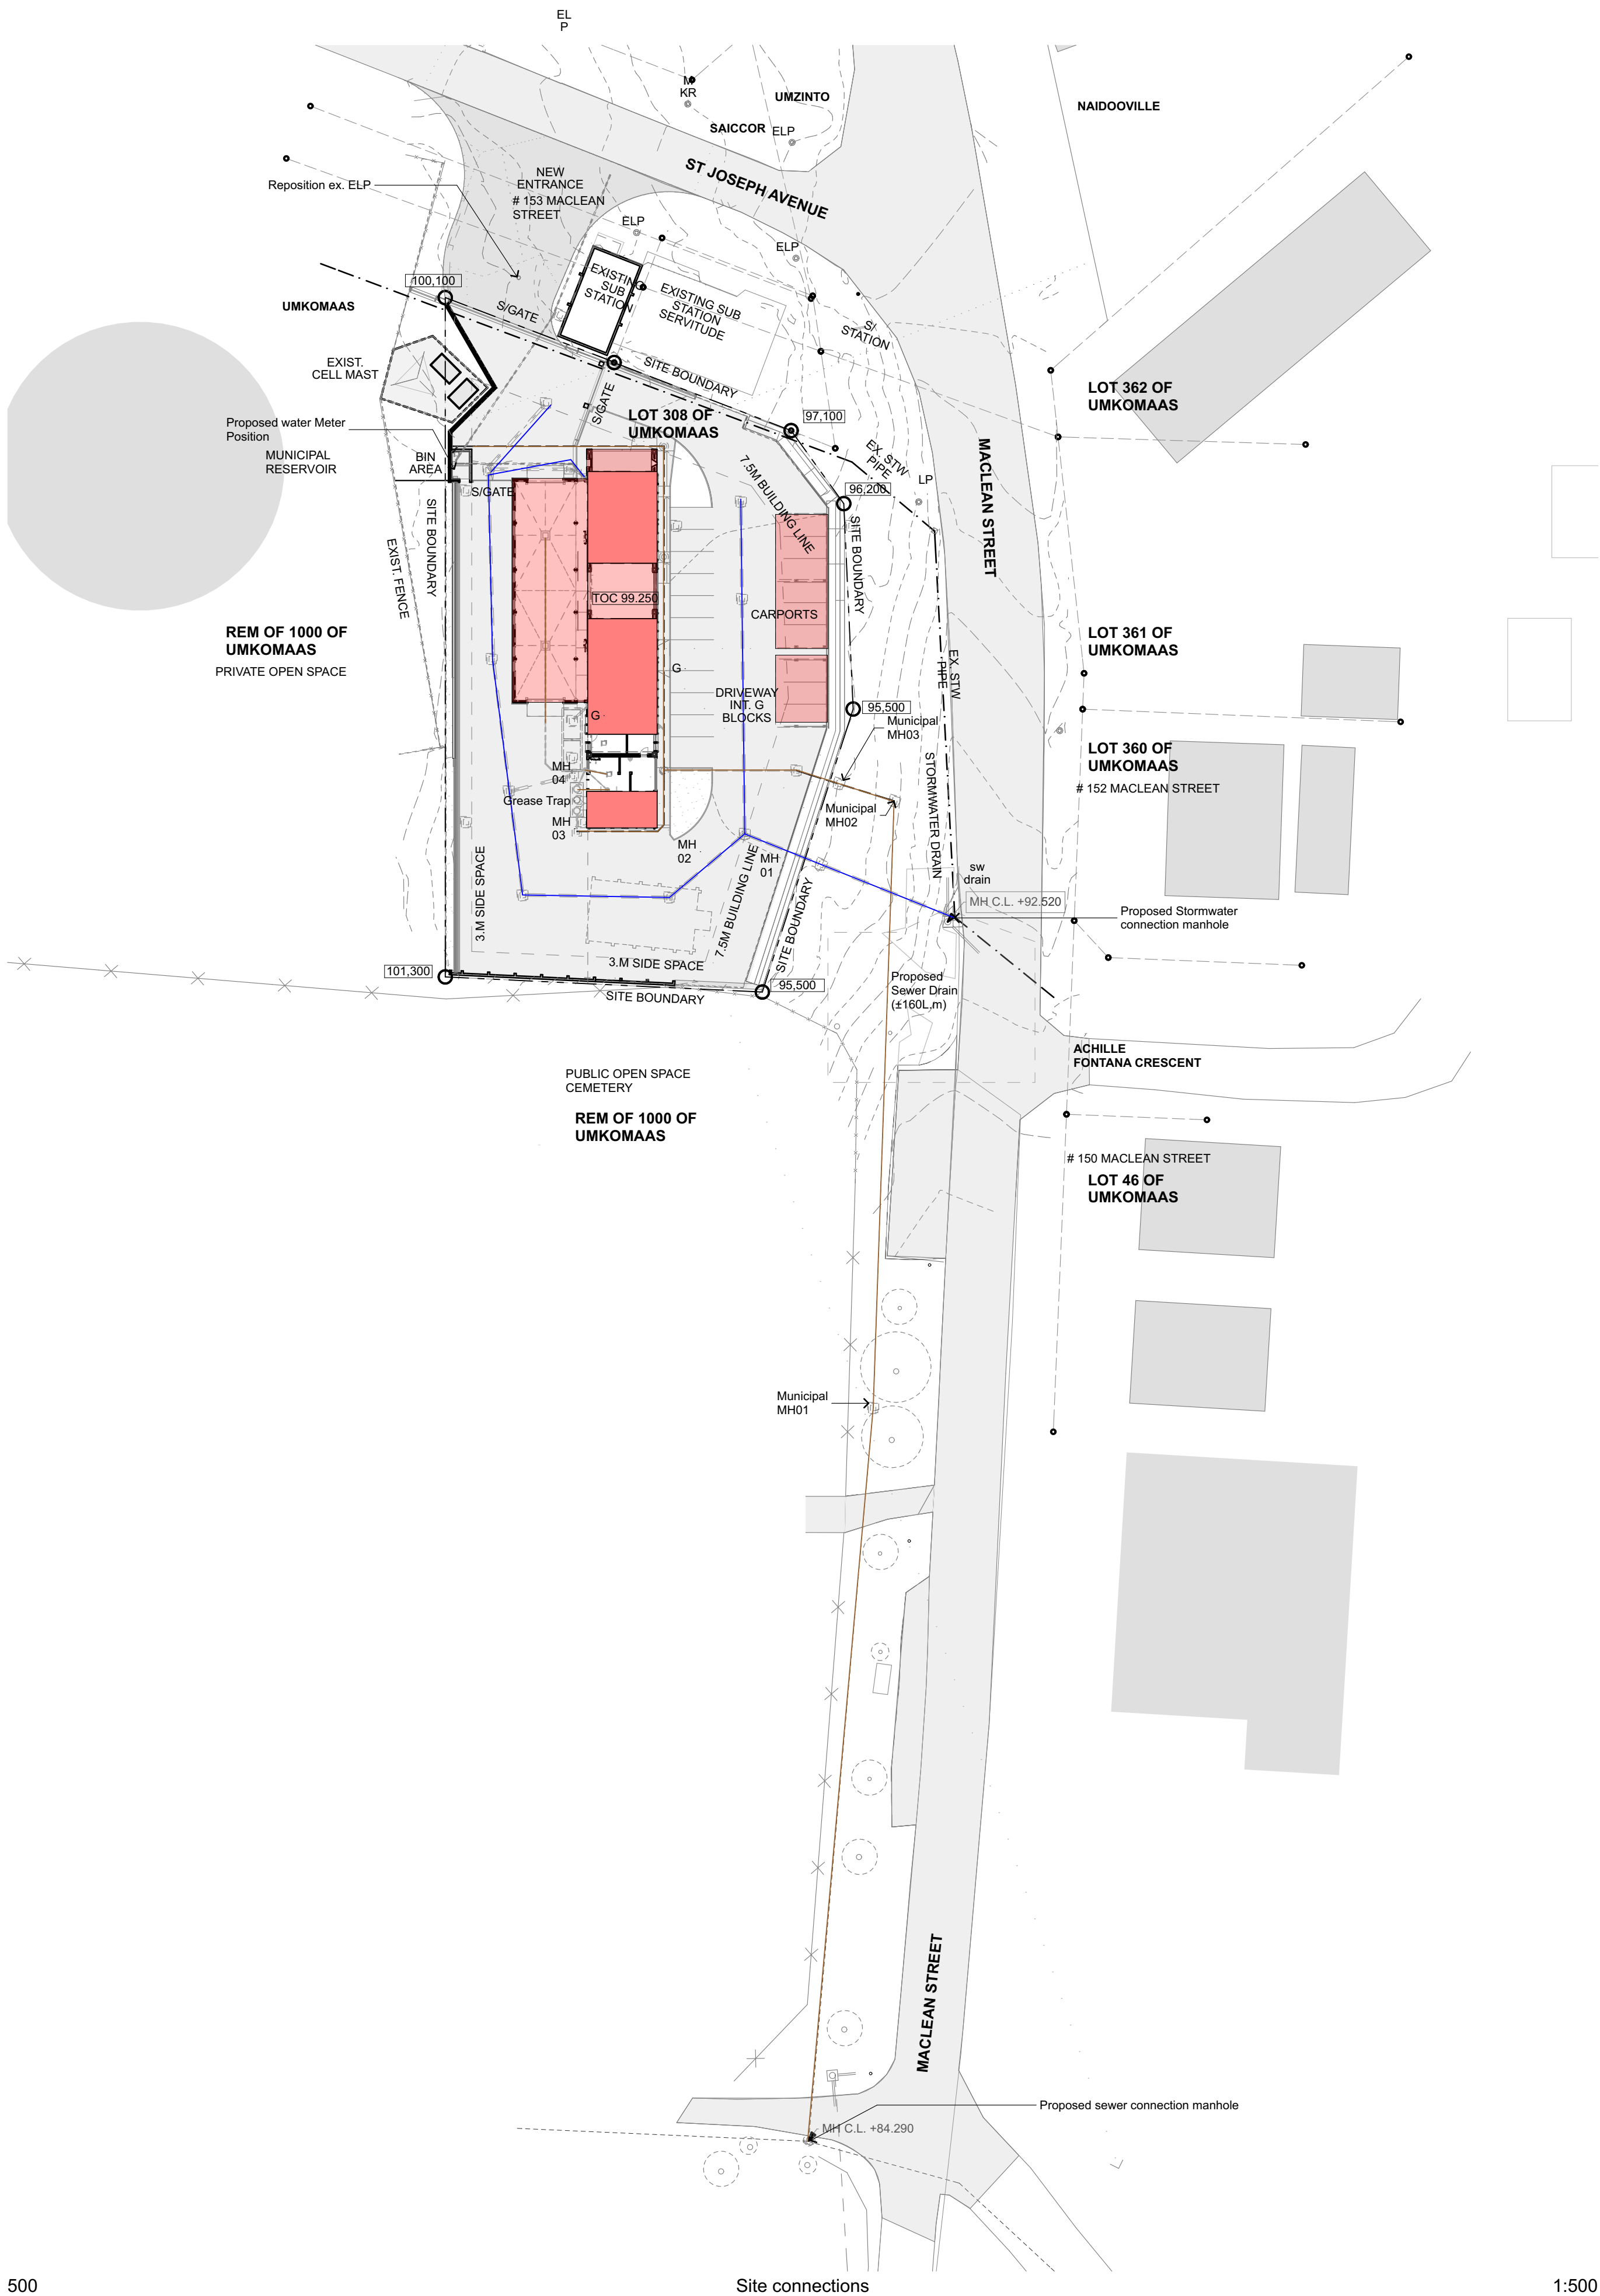 EL
P
M
KR
UMZINTO
NAIDOOVILLE
SAICCOR
ELP
ST JOSEPH AVENUE
NEW
ENTRANCE
# 153 MACLEAN
STREET
Reposition ex. ELP
ELP
ELP
100,100
UMKOMAAS
S/GATE
EXISTING
SUB
STATION
EXISTING SUB
STATION
SERVITUDE
S/
STATION
EXIST.
CELL MAST
SITE BOUNDARY
S/GATE
LOT 308 OF
UMKOMAAS
97,100
LOT 362 OF
UMKOMAAS
Proposed water Meter
Position
MUNICIPAL
RESERVOIR
BIN
AREA
S/GATE
EX. STW
PIPE
LP
96,200
7.5M BUILDING LINE
SITE BOUNDARY
MACLEAN STREET
SITE BOUNDARY
EXIST. FENCE
TOC 99.250
CARPORTS
REM OF 1000 OF
UMKOMAAS
PRIVATE OPEN SPACE
LOT 361 OF
UMKOMAAS
G
G
EX. STW
PIPE
DRIVEWAY
INT. G
BLOCKS
95,500
Municipal
MH03
LOT 360 OF
UMKOMAAS
# 152 MACLEAN STREET
STORMWATER DRAIN
MH
04
Grease Trap
MH
03
Municipal
MH02
MH
02
MH
01
sw
drain
MH C.L. +92.520
3.M SIDE SPACE
7.5M BUILDING LINE
SITE BOUNDARY
Proposed Stormwater
connection manhole
101,300
3.M SIDE SPACE
SITE BOUNDARY
95,500
Proposed
Sewer Drain
(±160L.m)
ACHILLE
FONTANA CRESCENT
PUBLIC OPEN SPACE
CEMETERY
REM OF 1000 OF
UMKOMAAS
# 150 MACLEAN STREET
LOT 46 OF
UMKOMAAS
Municipal
MH01
MACLEAN STREET
Proposed sewer connection manhole
MH C.L. +84.290
500
Site connections
1:500